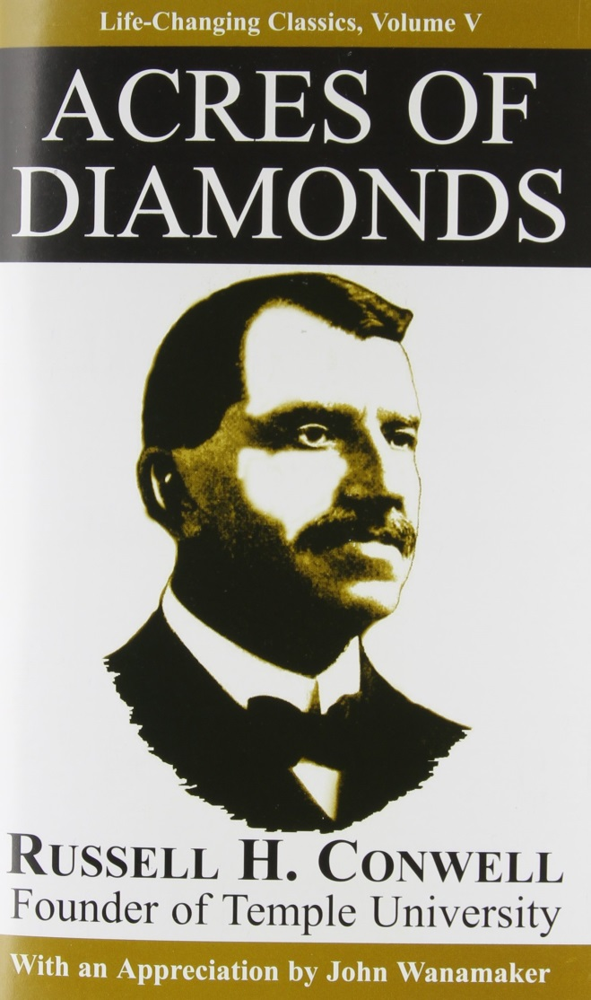 Life-Changing Classics, Volume V
ACRES OF
DIAMONDS
RUSSELL H. CONWELL
Founder of Temple University
With an Appreciation by John Wanamaker